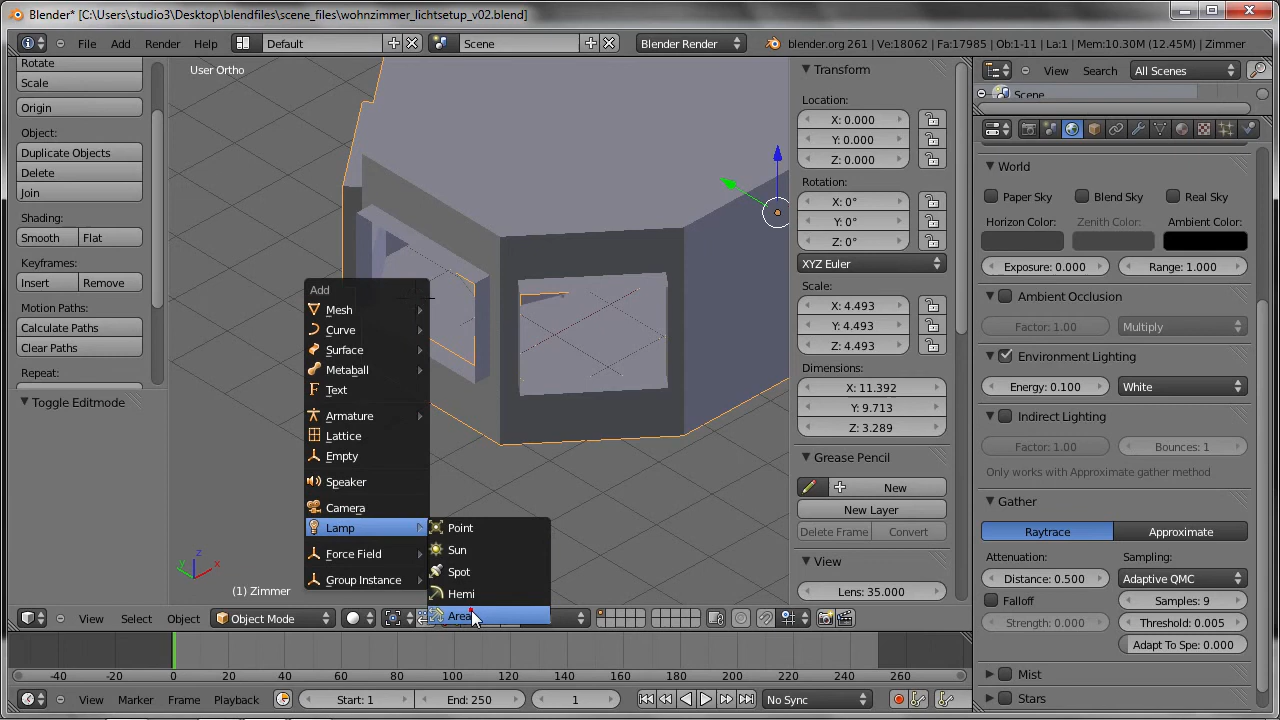 Blender* [C:\Users\studio3\Desktop\blendfiles\scene_files\wohnzimmer_lichtsetup_v02.blend]
File Add Render Help Default Scene Blender Render blender.org 261 | Ve:18062 | Fa:17985 | Ob:1-11 | La:1 | Mem:10.30M (12.45M) | Zimmer
Rotate
Scale
Origin
Object:
Duplicate Objects
Delete
Join
Shading:
Smooth Flat
Keyframes:
Insert Remove
Motion Paths:
Calculate Paths
Clear Paths
Repeat:
Toggle Editmode
User Ortho
Add
Mesh
Curve
Surface
Metaball
Text
Armature
Lattice
Empty
Speaker
Camera
Lamp
Force Field
Group Instance
Point
Sun
Spot
Hemi
Area
z
y
x
(1) Zimmer
Transform
Location:
X: 0.000
Y: 0.000
Z: 0.000
Rotation:
X: 0°
Y: 0°
Z: 0°
XYZ Euler
Scale:
X: 4.493
Y: 4.493
Z: 4.493
Dimensions:
X: 11.392
Y: 9.713
Z: 3.289
Grease Pencil
New
New Layer
Delete Frame Convert
View
Lens: 35.000
View Search All Scenes
Scene
World
Paper Sky Blend Sky Real Sky
Horizon Color: Zenith Color: Ambient Color:
Exposure: 0.000 Range: 1.000
Ambient Occlusion
Factor: 1.00 Multiply
Environment Lighting
Energy: 0.100 White
Indirect Lighting
Factor: 1.00 Bounces: 1
Only works with Approximate gather method
Gather
Raytrace Approximate
Attenuation: Sampling:
Distance: 0.500 Adaptive QMC
Falloff Samples: 9
Strength: 0.000 Threshold: 0.005
Adapt To Spe: 0.000
Mist
Stars
View Select Object Object Mode
-40 -20 0 20 40 60 80 100 120 140 160 180 200 220 240 260
View Marker Frame Playback Start: 1 End: 250 1 No Sync